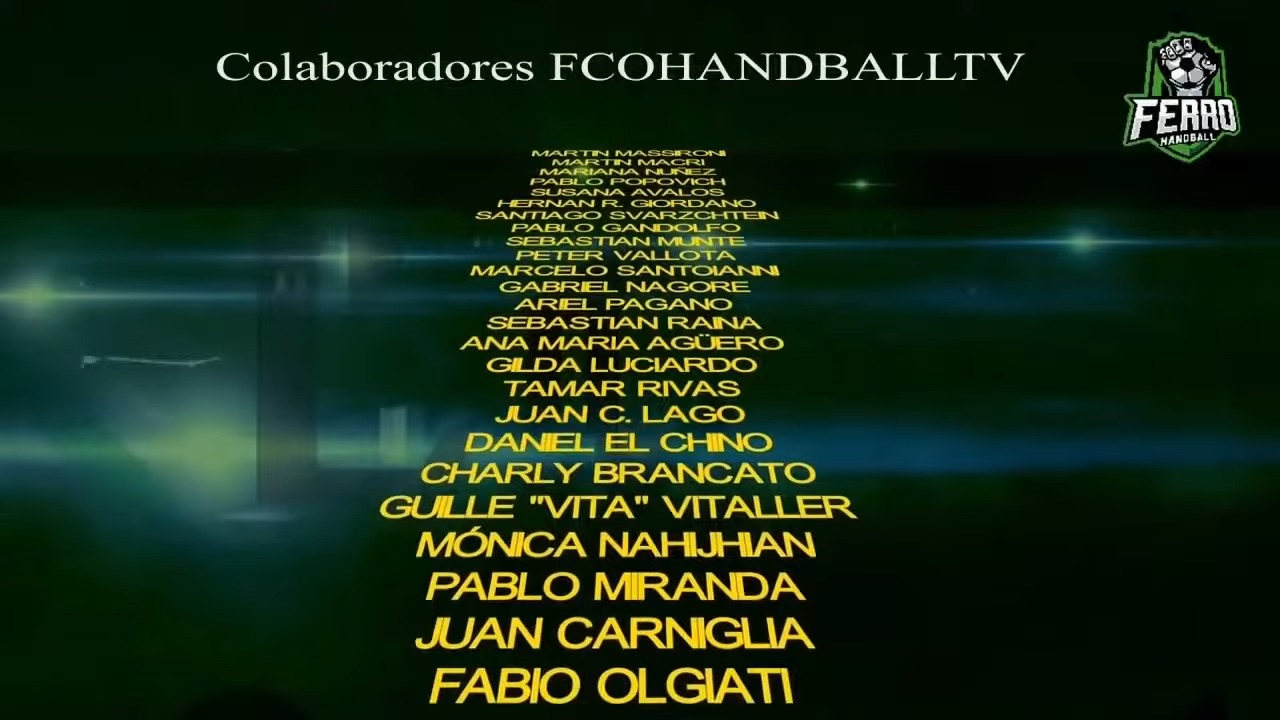 Colaboradores FCOHANDBALLTV
FERRO
HANDBALL
MARTIN MASSIRONI
MARTIN MACRI
MARIANA NUÑEZ
PABLO POPOVICH
SUSANA AVALOS
HERNAN R. GIORDANO
SANTIAGO SVARZCHTEIN
PABLO GANDOLFO
SEBASTIAN MUNTE
PETER VALLOTA
MARCELO SANTOIANNI
GABRIEL NAGORE
ARIEL PAGANO
SEBASTIAN RAINA
ANA MARIA AGÜERO
GILDA LUCIARDO
TAMAR RIVAS
JUAN C. LAGO
DANIEL EL CHINO
CHARLY BRANCATO
GUILLE "VITA" VITALLER
MÓNICA NAHIJHIAN
PABLO MIRANDA
JUAN CARNIGLIA
FABIO OLGIATI